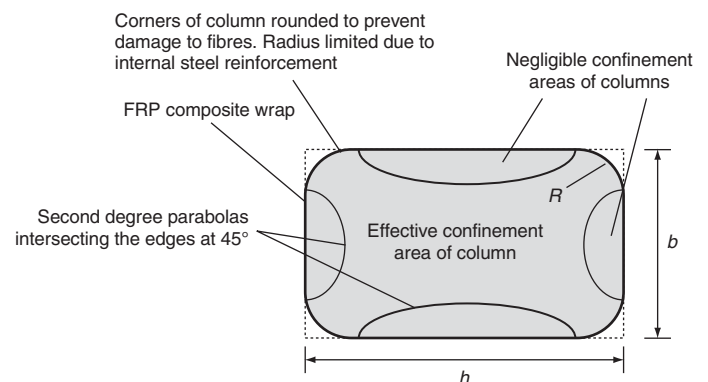 Corners of column rounded to prevent
damage to fibres. Radius limited due to
internal steel reinforcement
Negligible confinement
areas of columns
FRP composite wrap
R
Second degree parabolas
intersecting the edges at 45°
Effective confinement
area of column
b
h